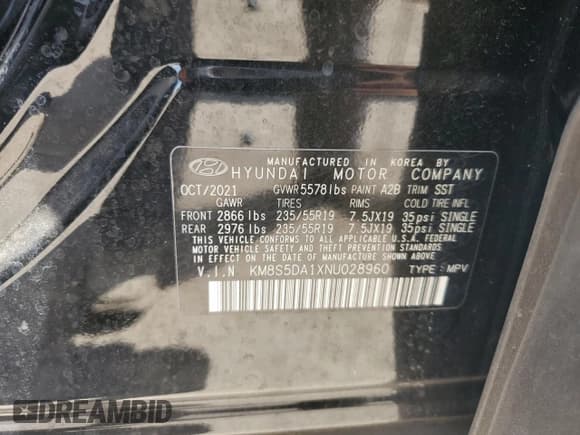 MANUFACTURED IN KOREA BY
HYUNDAI MOTOR COMPANY
OCT/2021 GVWR 5578lbs PAINT A2B TRIM SST
GAWR TIRES RIMS COLD TIRE INFL.
FRONT 2866 lbs 235/55R19 7.5JX19 35psi SINGLE
REAR 2976 lbs 235/55R19 7.5JX19 35psi SINGLE
THIS VEHICLE CONFORMS TO ALL APPLICABLE U.S.A. FEDERAL
MOTOR VEHICLE SAFETY AND THEFT PREVENTION STANDARDS
IN EFFECT ON THE DATE OF MANUFACTURE SHOWN ABOVE.
V.I.N KM8S5DA1XNU028960 TYPE: MPV
DREAMBID